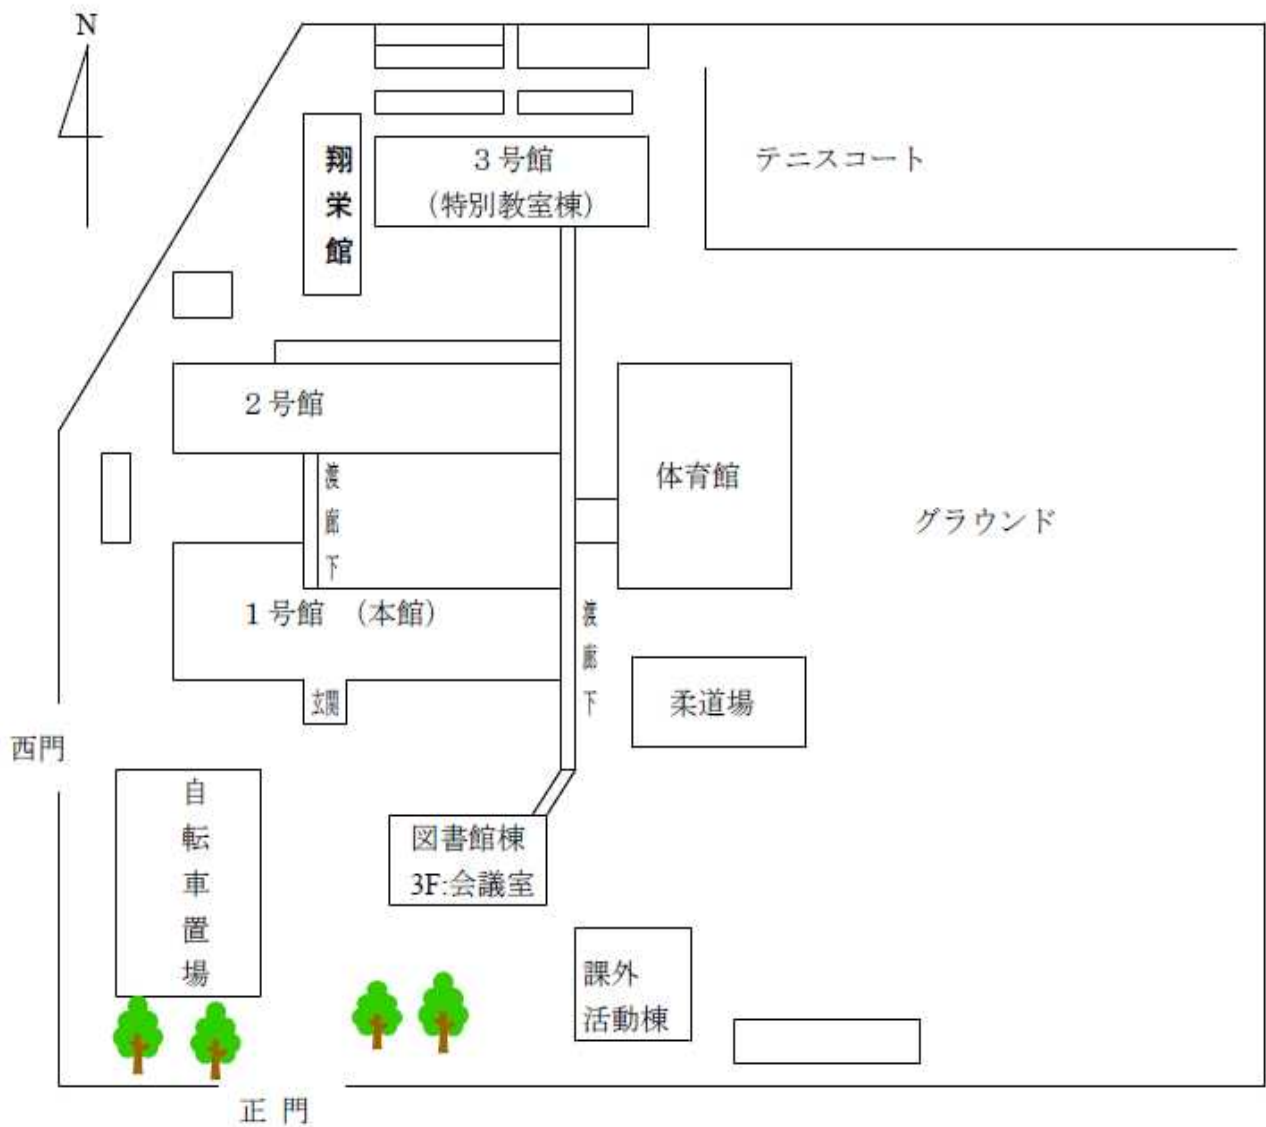 N
翔栄館
３号館
（特別教室棟）
テニスコート
２号館
渡廊下
体育館
グラウンド
１号館　（本館）
渡廊下
玄関
柔道場
西門
自転車置場
図書館棟
3F:会議室
課外
活動棟
正 門